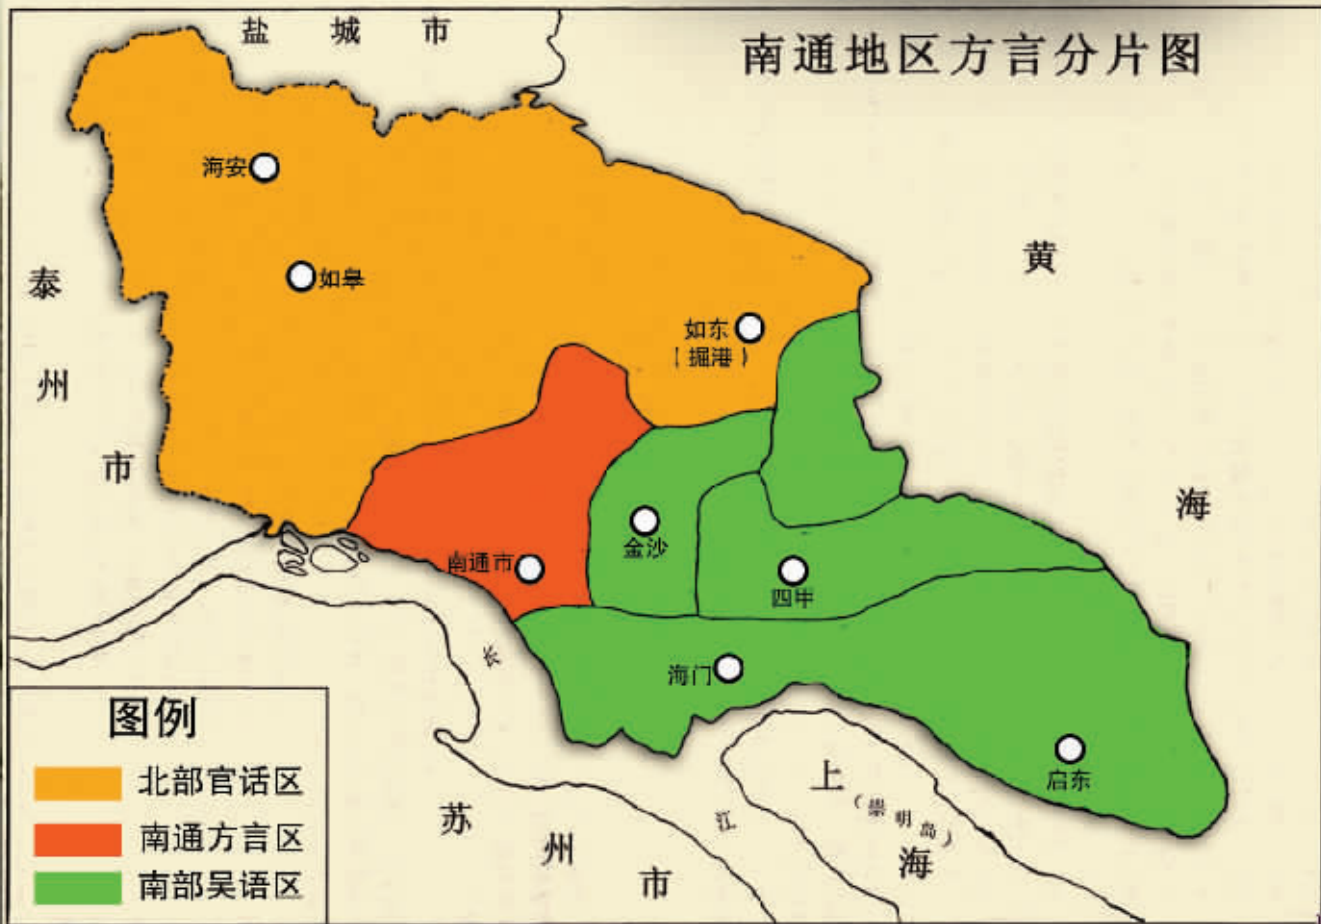 南通地区方言分片图
盐城市
海安
如皋
泰州市
黄海
如东
(掘港)
金沙
南通市
四甲
长江
海门
启东
上海
(崇明岛)
苏州市
图例
北部官话区
南通方言区
南部吴语区